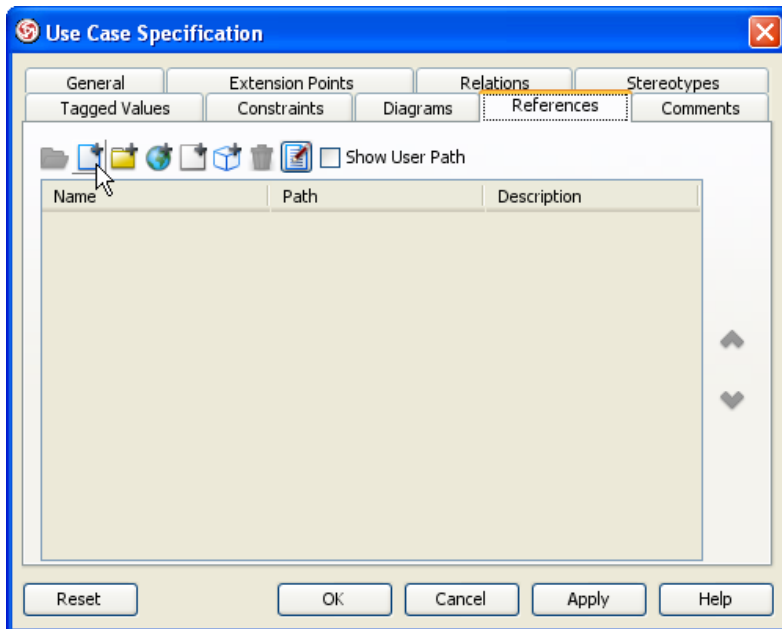 Use Case Specification
General Extension Points Relations Stereotypes
Tagged Values Constraints Diagrams References Comments
Show User Path
Name Path Description
Reset OK Cancel Apply Help